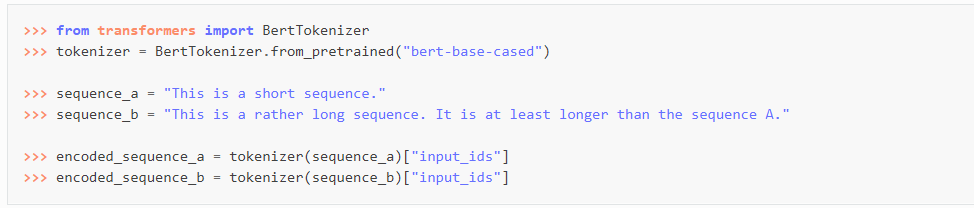 >>> from transformers import BertTokenizer
>>> tokenizer = BertTokenizer.from_pretrained("bert-base-cased")
>>> sequence_a = "This is a short sequence."
>>> sequence_b = "This is a rather long sequence. It is at least longer than the sequence A."
>>> encoded_sequence_a = tokenizer(sequence_a)["input_ids"]
>>> encoded_sequence_b = tokenizer(sequence_b)["input_ids"]